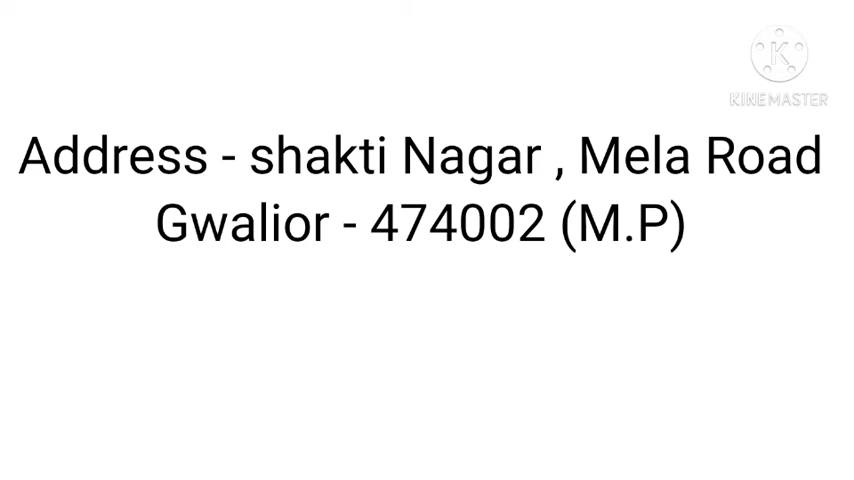 K
KINEMASTER
Address - shakti Nagar , Mela Road
Gwalior - 474002 (M.P)